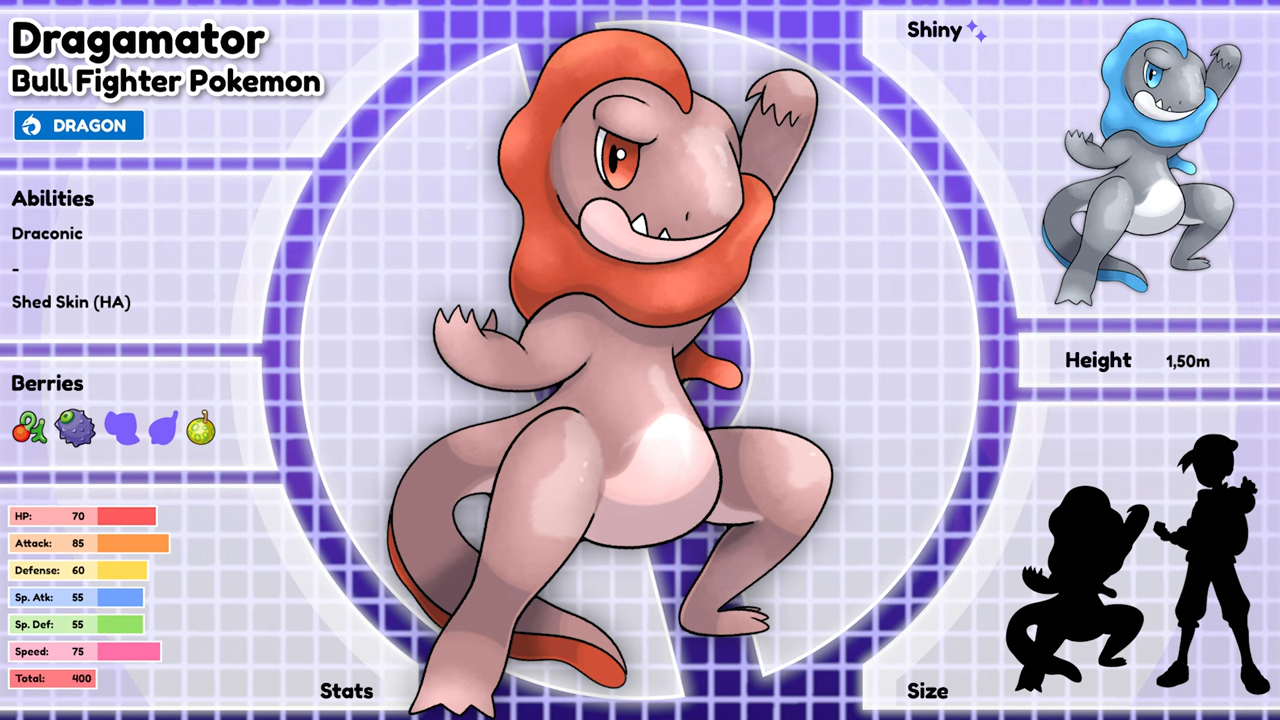 Dragamator
Bull Fighter Pokemon
DRAGON
Abilities
Draconic
-
Shed Skin (HA)
Berries
HP: 70
Attack: 85
Defense: 60
Sp. Atk: 55
Sp. Def: 55
Speed: 75
Total: 400
Stats
Shiny
Height 1,50m
Size